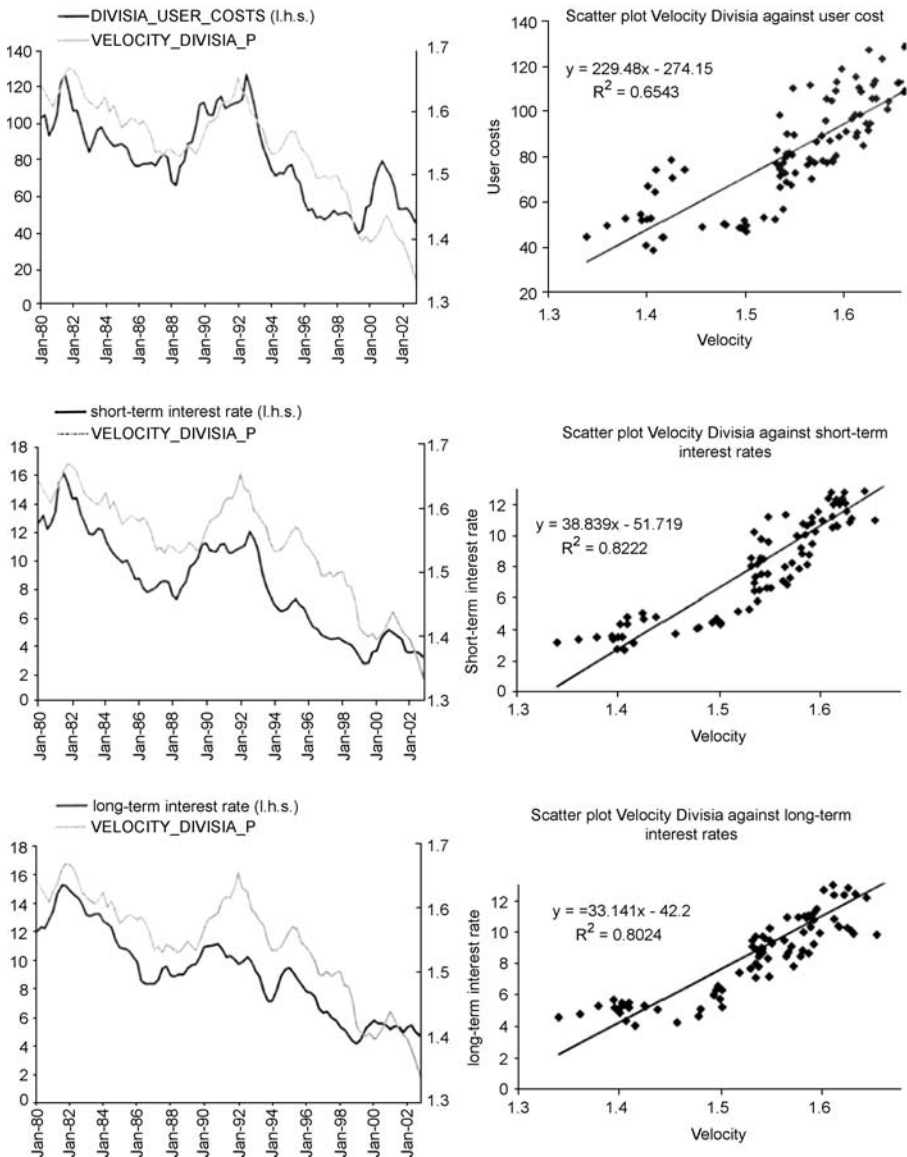 DIVISIA_USER_COSTS (l.h.s.)
VELOCITY_DIVISIA_P
140
120
100
80
60
40
20
0
1.7
1.6
1.5
1.4
1.3
Jan-80
Jan-82
Jan-84
Jan-86
Jan-88
Jan-90
Jan-92
Jan-94
Jan-96
Jan-98
Jan-00
Jan-02
Scatter plot Velocity Divisia against user cost
y = 229.48x - 274.15
R² = 0.6543
User costs
140
120
100
80
60
40
20
1.3
1.4
1.5
1.6
Velocity
short-term interest rate (l.h.s.)
VELOCITY_DIVISIA_P
18
16
14
12
10
8
6
4
2
0
1.7
1.6
1.5
1.4
1.3
Jan-80
Jan-82
Jan-84
Jan-86
Jan-88
Jan-90
Jan-92
Jan-94
Jan-96
Jan-98
Jan-00
Jan-02
Scatter plot Velocity Divisia against short-term
interest rates
y = 38.839x - 51.719
R² = 0.8222
Short-term interest rate
12
10
8
6
4
2
0
1.3
1.4
1.5
1.6
Velocity
long-term interest rate (l.h.s.)
VELOCITY_DIVISIA_P
18
16
14
12
10
8
6
4
2
0
1.7
1.6
1.5
1.4
1.3
Jan-80
Jan-82
Jan-84
Jan-86
Jan-88
Jan-90
Jan-92
Jan-94
Jan-96
Jan-98
Jan-00
Jan-02
Scatter plot Velocity Divisia against long-term
interest rates
y = =33.141x - 42.2
R² = 0.8024
long-term interest rate
12
10
8
6
4
2
0
1.3
1.4
1.5
1.6
Velocity